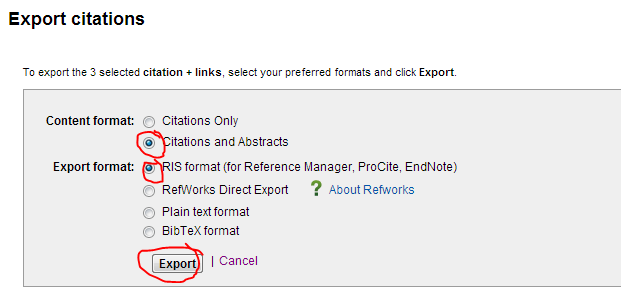 Export citations
To export the 3 selected citation + links, select your preferred formats and click Export.
Content format: Citations Only
Citations and Abstracts
Export format: RIS format (for Reference Manager, ProCite, EndNote)
RefWorks Direct Export ? About Refworks
Plain text format
BibTeX format
Export | Cancel